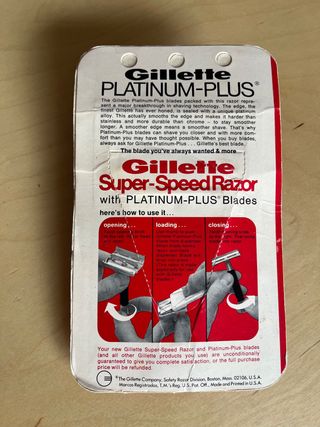 Gillette
PLATINUM-PLUS®
The Gillette Platinum-Plus blades packed with this razor repre-
sent a major breakthrough in shaving technology. The edge, the
finest Gillette has ever honed, is sealed with a unique platinum
alloy. This actually smooths the edge and makes it harder than
stainless and more durable than chrome – to stay smoother
longer. A smoother edge means a smoother shave. That's why
Platinum-Plus blades can shave you closer and with more com-
fort than you may have thought possible. When you buy blades,
always ask for Gillette Platinum-Plus . . . Gillette's best blade.
The blade you've always wanted & more
Gillette
Super-Speed Razor
with PLATINUM-PLUS® Blades
here's how to use it...
opening...
loading...
closing...
Your new Gillette Super-Speed Razor and Platinum-Plus blades
(and all other Gillette products you use) are unconditionally
guaranteed to give you complete satisfaction, or the full purchase
price will be refunded.
®The Gillette Company, Safety Razor Division, Boston, Mass. 02106, U.S.A.
Marcas Registradas, T.M.'s Reg. U.S. Pat. Off., Made and Printed in U.S.A.